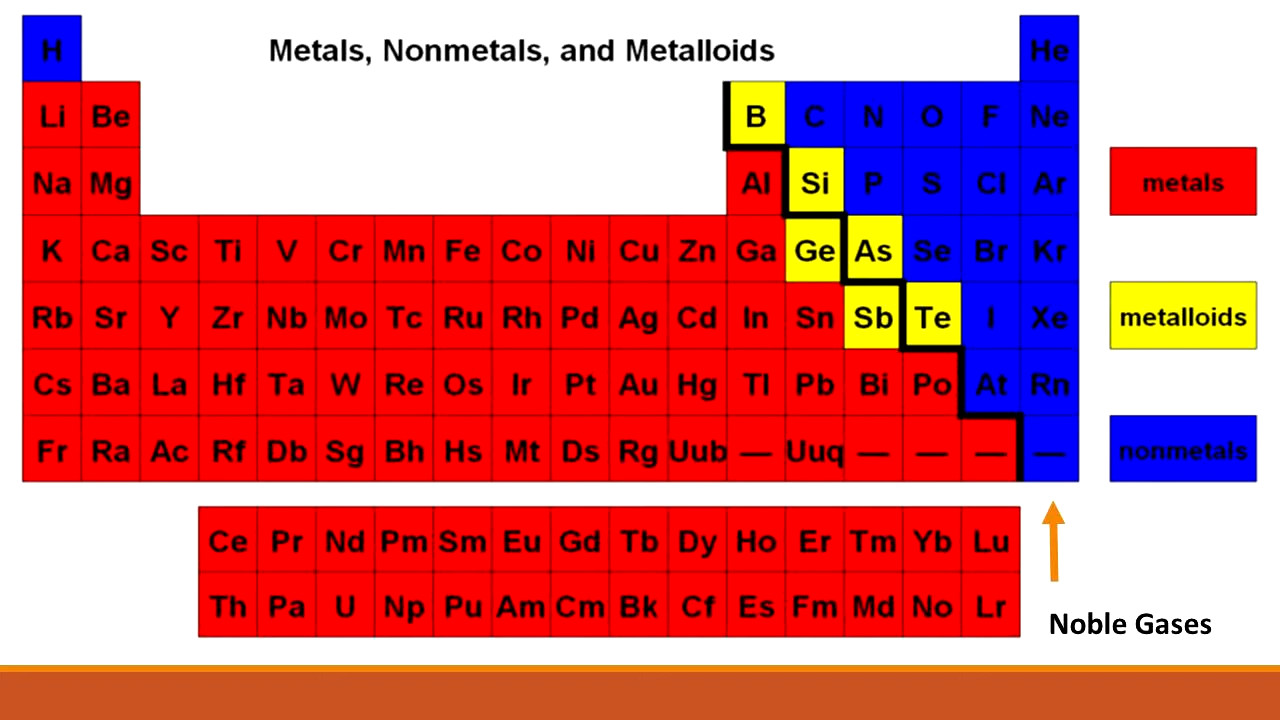 H Metals, Nonmetals, and Metalloids He
Li Be B C N O F Ne
Na Mg Al Si P S Cl Ar metals
K Ca Sc Ti V Cr Mn Fe Co Ni Cu Zn Ga Ge As Se Br Kr
Rb Sr Y Zr Nb Mo Tc Ru Rh Pd Ag Cd In Sn Sb Te I Xe metalloids
Cs Ba La Hf Ta W Re Os Ir Pt Au Hg Tl Pb Bi Po At Rn
Fr Ra Ac Rf Db Sg Bh Hs Mt Ds Rg Uub — Uuq — — — — nonmetals
Ce Pr Nd Pm Sm Eu Gd Tb Dy Ho Er Tm Yb Lu
Th Pa U Np Pu Am Cm Bk Cf Es Fm Md No Lr
Noble Gases